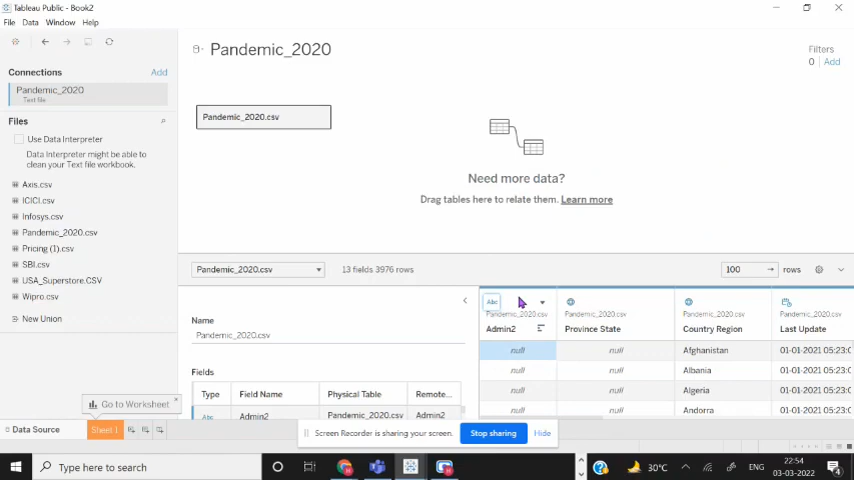 Tableau Public - Book2
File Data Window Help
Connections Add
Pandemic_2020
Text file
Files
Use Data Interpreter
Data Interpreter might be able to
clean your Text file workbook.
Axis.csv
ICICI.csv
Infosys.csv
Pandemic_2020.csv
Pricing (1).csv
SBI.csv
USA_Superstore.CSV
Wipro.csv
New Union
Go to Worksheet
Pandemic_2020
Filters
0 Add
Pandemic_2020.csv
Need more data?
Drag tables here to relate them. Learn more
Pandemic_2020.csv 13 fields 3976 rows 100 rows
Name
Pandemic_2020.csv
Fields
Type Field Name Physical Table Remote...
Abc Admin2 Pandemic_2020.csv Admin2
Abc
Pandemic_2020.csv Pandemic_2020.csv Pandemic_2020.csv Pandemic_2020.csv
Admin2 Province State Country Region Last Update
null null Afghanistan 01-01-2021 05:23:0
null null Albania 01-01-2021 05:23:0
null null Algeria 01-01-2021 05:23:0
null null Andorra 01-01-2021 05:23:0
Data Source Sheet 1
Screen Recorder is sharing your screen. Stop sharing Hide
Type here to search
30°C ENG 22:54
03-03-2022
4